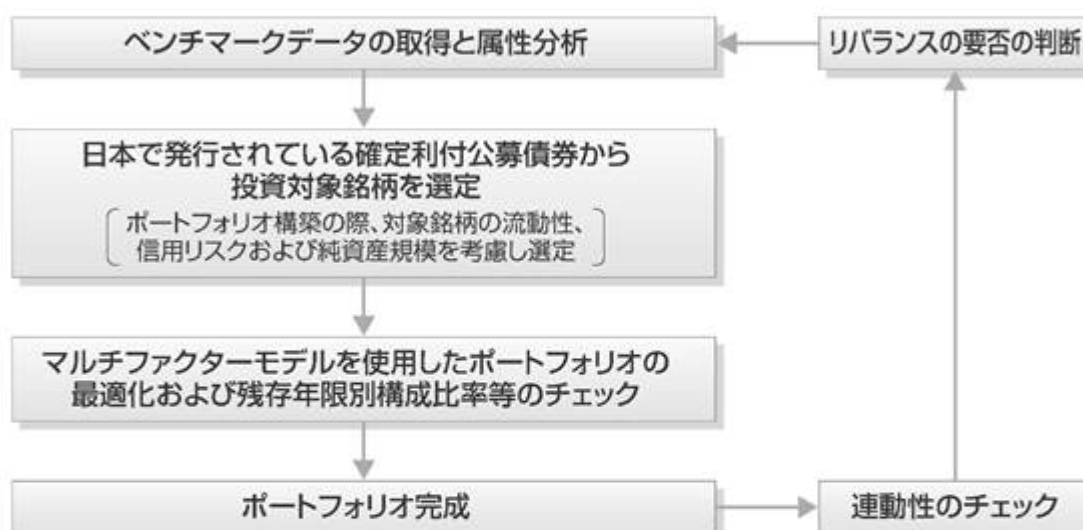 ベンチマークデータの取得と属性分析
リバランスの要否の判断
日本で発行されている確定利付公募債券から
投資対象銘柄を選定
ポートフォリオ構築の際、対象銘柄の流動性、
信用リスクおよび純資産規模を考慮し選定
マルチファクターモデルを使用したポートフォリオの
最適化および残存年限別構成比率等のチェック
ポートフォリオ完成
連動性のチェック